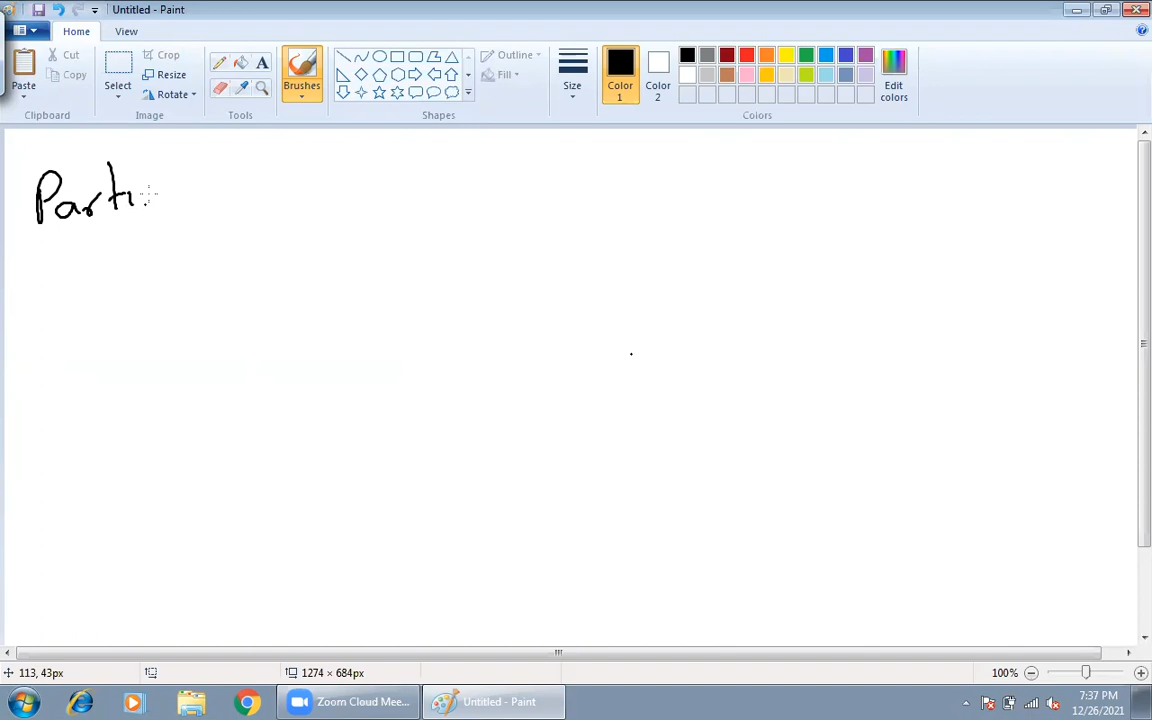 Untitled - Paint
Home View
Paste
Cut
Copy
Clipboard
Select
Crop
Resize
Rotate
Image
Tools
Brushes
Shapes
Outline
Fill
Size
Color 1
Color 2
Edit colors
Colors
Parti
113, 43px
1274 × 684px
100%
Zoom Cloud Mee...
Untitled - Paint
7:37 PM
12/26/2021